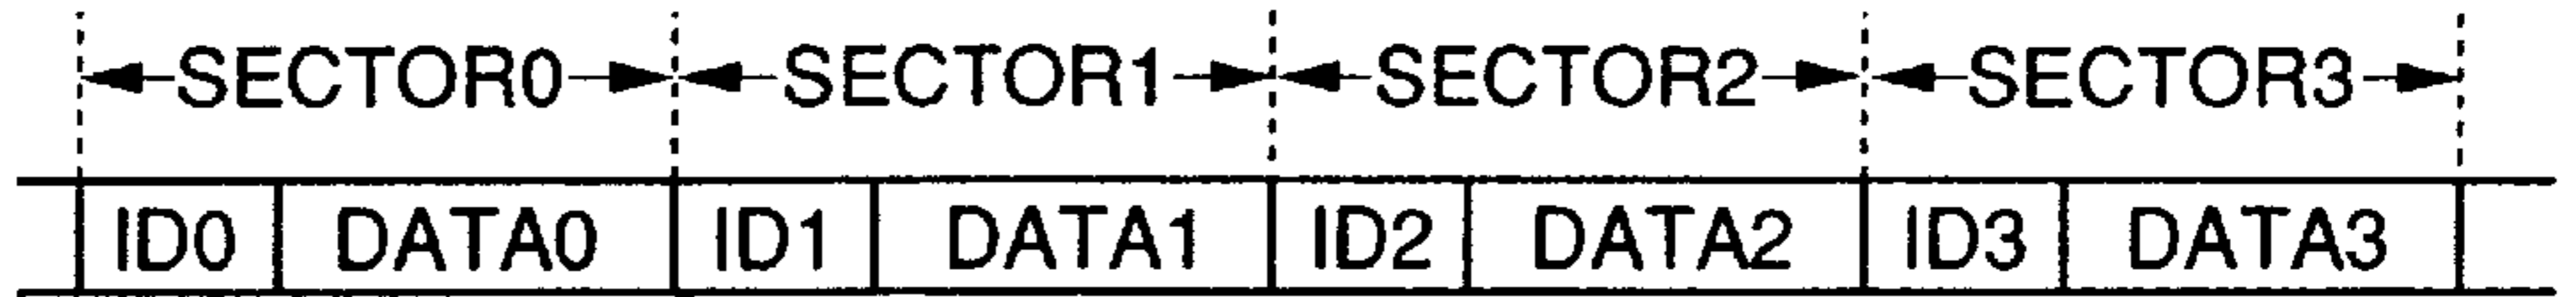 SECTOR0 SECTOR1 SECTOR2 SECTOR3
ID0 DATA0 ID1 DATA1 ID2 DATA2 ID3 DATA3